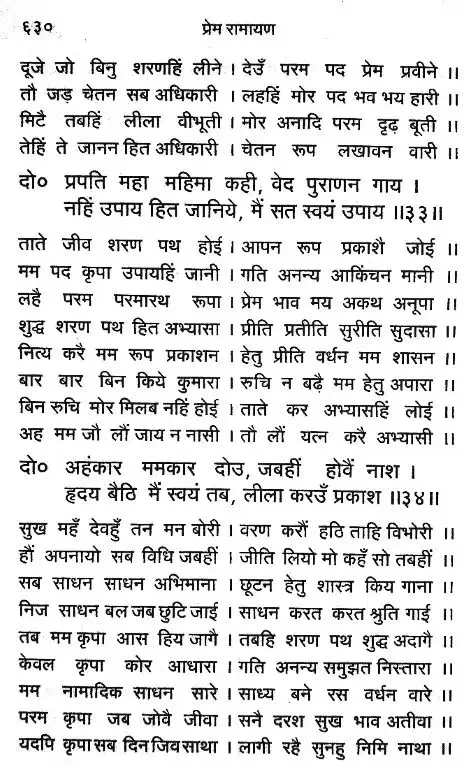 ६३०
प्रेम रामायण
दूजे जो बिनु शरणहिं लीने । देउँ परम पद प्रेम प्रवीने ।।
तौ जड़ चेतन सब अधिकारी । लहहिं मोर पद भव भय हारी ।।
मिटै तबहिं लीला वीभूती । मोर अनादि परम दृढ़ बूती ।।
तेहिं ते जानन हित अधिकारी । चेतन रूप लखावन वारी ।।
दो० प्रपति महा महिमा कही, वेद पुराणन गाय ।
नहिं उपाय हित जानिये, मैं सत स्वयं उपाय ।।३३।।
ताते जीव शरण पथ होई । आपन रूप प्रकाशै जोई ।।
मम पद कृपा उपायहिं जानी । गति अनन्य आकिंचन मानी ।।
लहै परम परमारथ रूपा । प्रेम भाव मय अकथ अनूपा ।।
शुद्ध शरण पथ हित अभ्यासा । प्रीति प्रतीति सुरीति सुदासा ।।
नित्य करै मम रूप प्रकाशन । हेतु प्रीति वर्धन मम शासन ।।
बार बार बिन किये कुमारा । रुचि न बढ़ै मम हेतु अपारा ।।
बिन रुचि मोर मिलब नहिं होई । ताते कर अभ्यासहिं लोई ।।
अह मम जौ लौं जाय न नासी । तौ लौं यत्न करै अभ्यासी ।।
दो० अहंकार ममकार दोउ, जबहीं होवैं नाश ।
हृदय बैठि मैं स्वयं तब, लीला करउँ प्रकाश ।।३४।।
सुख महँ देवहुँ तन मन बोरी । वरण करौं हठि ताहि विभोरी ।।
हौं अपनायो सब विधि जबहीं । जीति लियो मो कहँ सो तबहीं ।।
सब साधन साधन अभिमाना । छूटन हेतु शास्त्र किय गाना ।।
निज साधन बल जब छुटि जाई । साधन करत करत श्रुति गाई ।।
तब मम कृपा आस हिय जागै । तबहि शरण पथ शुद्ध अदागै ।।
केवल कृपा कोर आधारा । गति अनन्य समुझत निस्तारा ।।
मम नामादिक साधन सारे । साध्य बने रस वर्धन वारे ।।
परम कृपा जब जोवै जीवा । सनै दरश सुख भाव अतीवा ।।
यदपि कृपा सब दिन जिव साथा । लागी रहै सुनहु निमि नाथा ।।